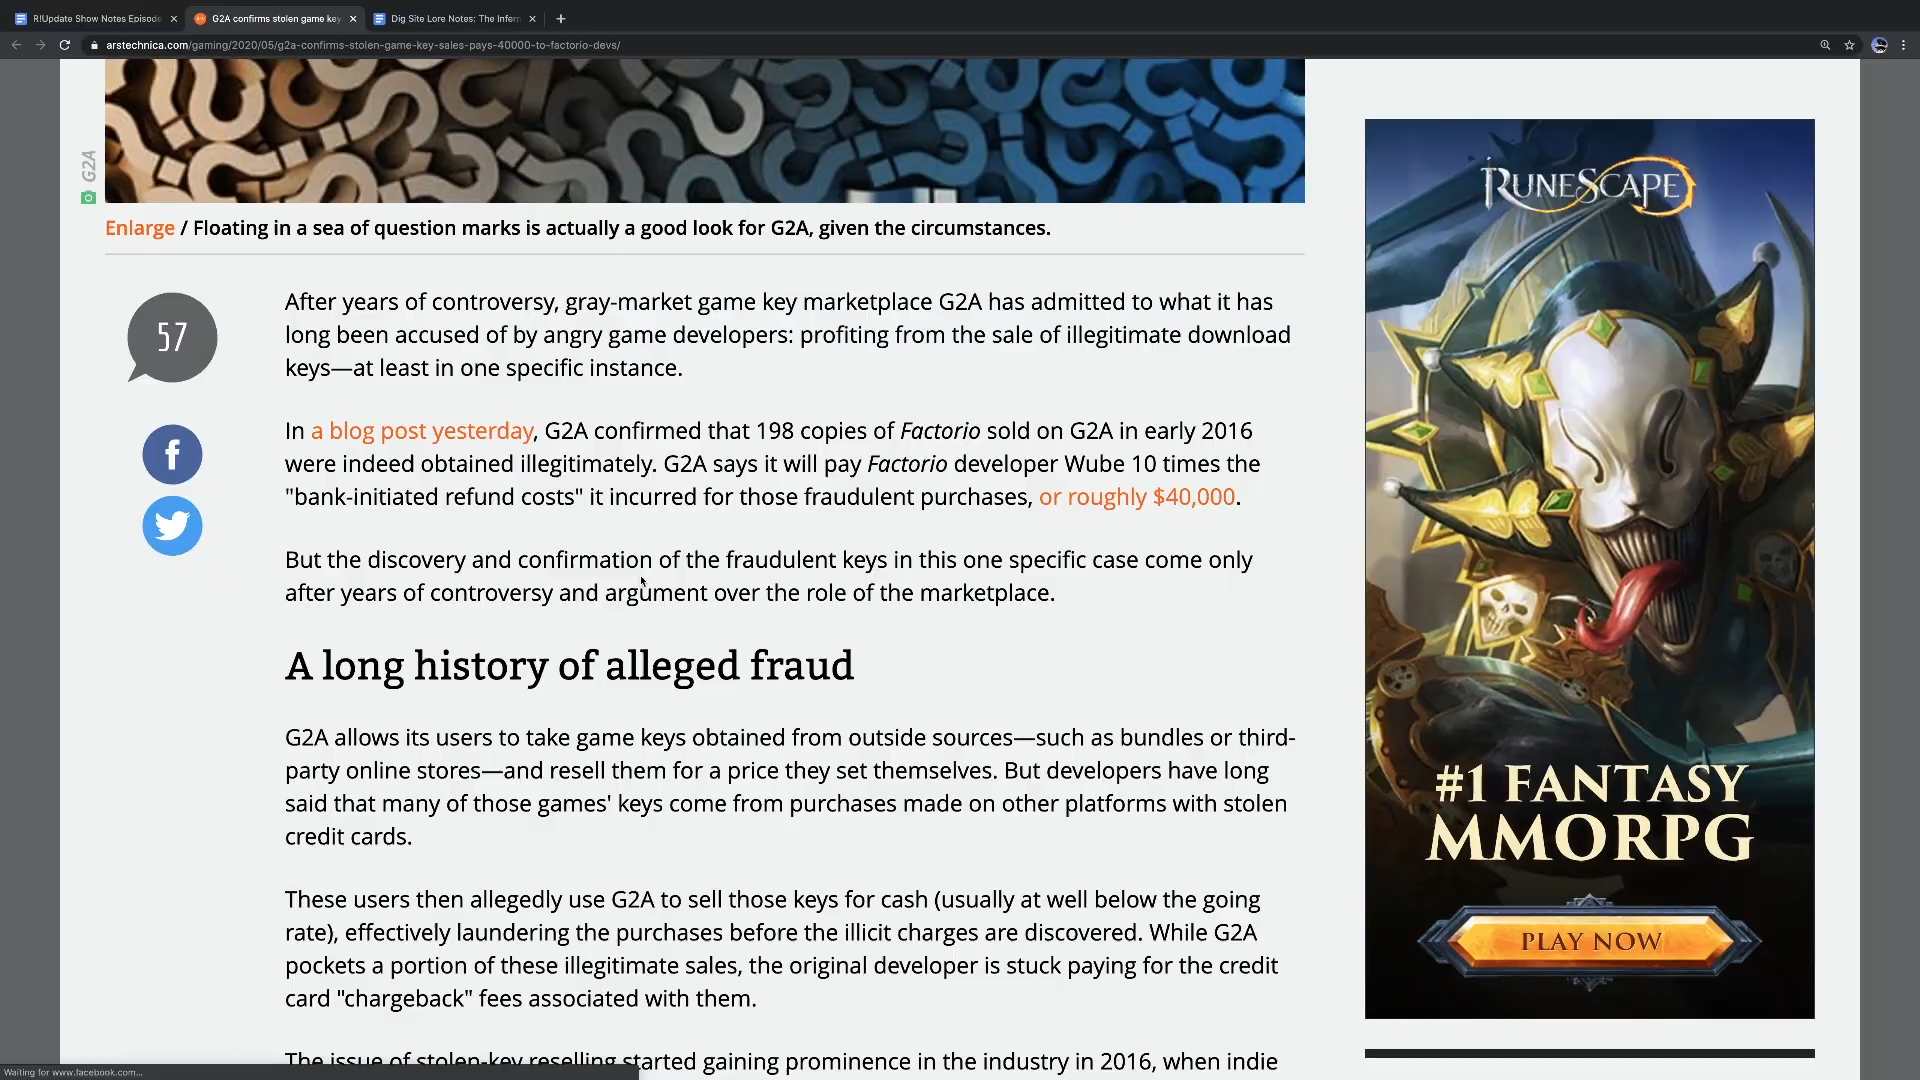 R!Update Show Notes Episode
G2A confirms stolen game key
Dig Site Lore Notes: The Infern
arstechnica.com/gaming/2020/05/g2a-confirms-stolen-game-key-sales-pays-40000-to-factorio-devs/
G2A
Enlarge / Floating in a sea of question marks is actually a good look for G2A, given the circumstances.
57
After years of controversy, gray-market game key marketplace G2A has admitted to what it has
long been accused of by angry game developers: profiting from the sale of illegitimate download
keys—at least in one specific instance.
In a blog post yesterday, G2A confirmed that 198 copies of Factorio sold on G2A in early 2016
were indeed obtained illegitimately. G2A says it will pay Factorio developer Wube 10 times the
"bank-initiated refund costs" it incurred for those fraudulent purchases, or roughly $40,000.
But the discovery and confirmation of the fraudulent keys in this one specific case come only
after years of controversy and argument over the role of the marketplace.
A long history of alleged fraud
G2A allows its users to take game keys obtained from outside sources—such as bundles or third-
party online stores—and resell them for a price they set themselves. But developers have long
said that many of those games' keys come from purchases made on other platforms with stolen
credit cards.
These users then allegedly use G2A to sell those keys for cash (usually at well below the going
rate), effectively laundering the purchases before the illicit charges are discovered. While G2A
pockets a portion of these illegitimate sales, the original developer is stuck paying for the credit
card "chargeback" fees associated with them.
The issue of stolen-key reselling started gaining prominence in the industry in 2016, when indie
RUNESCAPE
#1 FANTASY
MMORPG
PLAY NOW
Waiting for www.facebook.com...